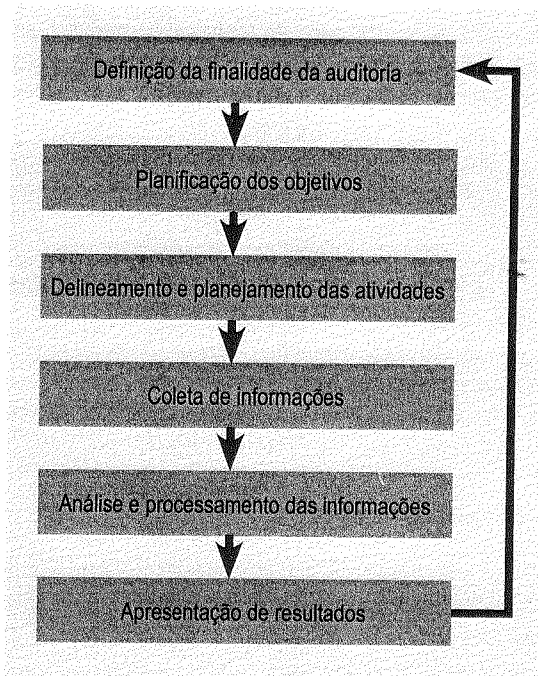 Definição da finalidade da auditoria
Planificação dos objetivos
Delineamento e planejamento das atividades
Coleta de informações
Análise e processamento das informações
Apresentação de resultados